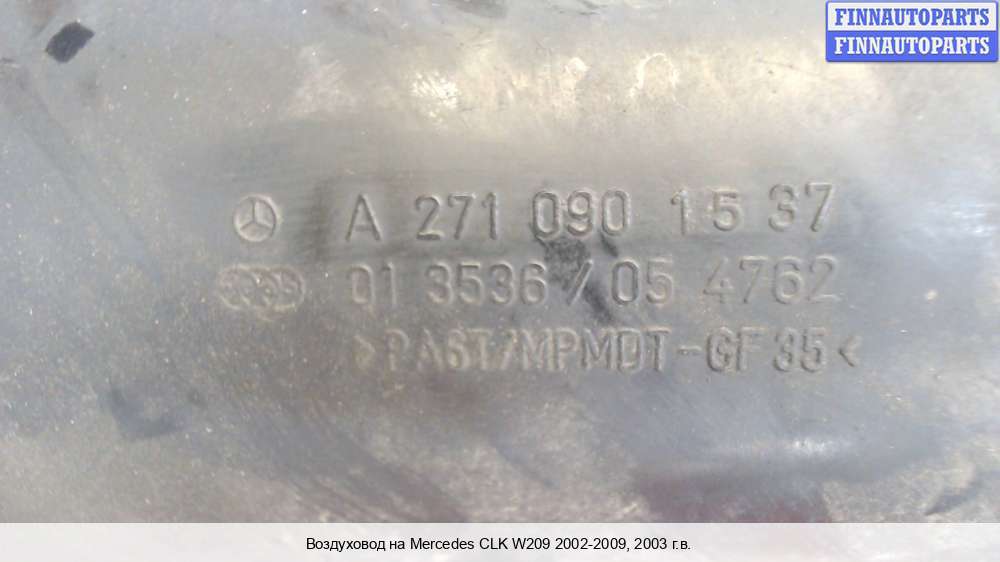 FINNAUTOPARTS
FINNAUTOPARTS
A 271 090 15 37
01 3536 / 05 4762
>PA6T/MPMDT-GF35<
Воздуховод на Mercedes CLK W209 2002-2009, 2003 г.в.